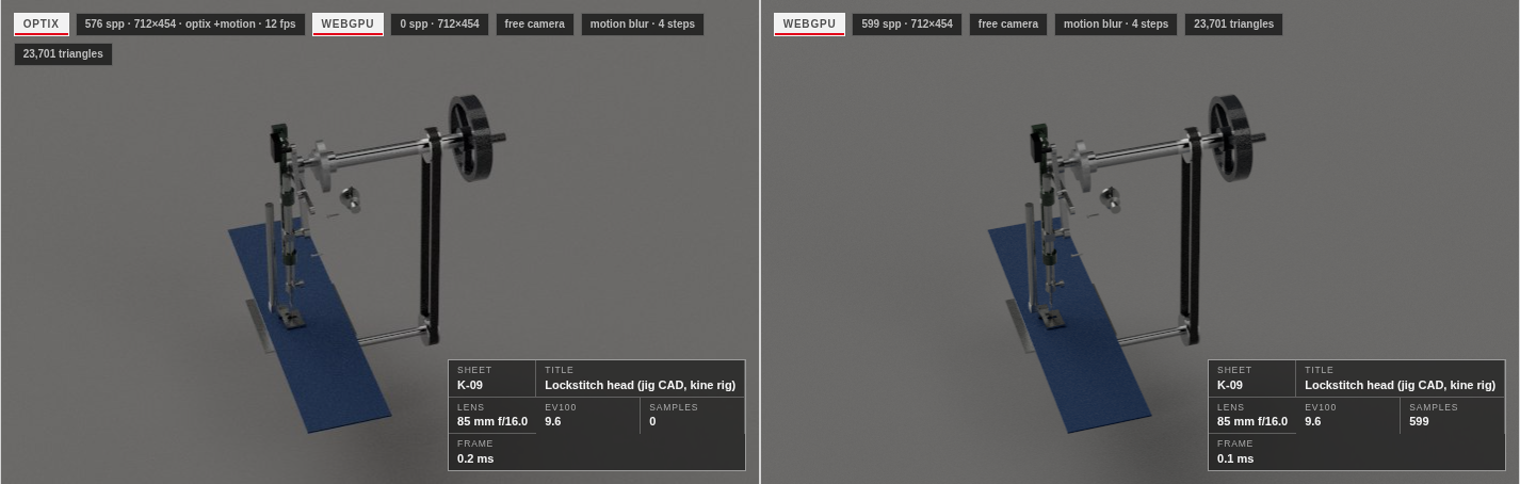 OPTIX 576 spp · 712×454 · optix +motion · 12 fps WEBGPU 0 spp · 712×454 free camera motion blur · 4 steps
23,701 triangles
SHEET TITLE
K-09 Lockstitch head (jig CAD, kine rig)
LENS EV100 SAMPLES
85 mm f/16.0 9.6 0
FRAME
0.2 ms
WEBGPU 599 spp · 712×454 free camera motion blur · 4 steps 23,701 triangles
SHEET TITLE
K-09 Lockstitch head (jig CAD, kine rig)
LENS EV100 SAMPLES
85 mm f/16.0 9.6 599
FRAME
0.1 ms